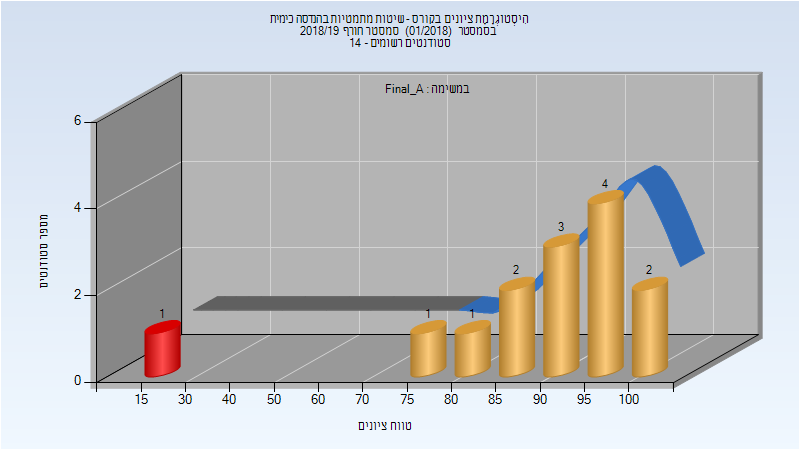 היסטוגרמת ציונים בקורס - שיטות מתמטיות בהנדסה כימית
בסמסטר (01/2018) סמסטר חורף 2018/19
סטודנטים רשומים - 14
במשימה : Final_A
6
4
2
0
מספר סטודנטים
1
1
1
2
3
4
2
15 30 40 50 60 70 75 80 85 90 95 100
טווח ציונים